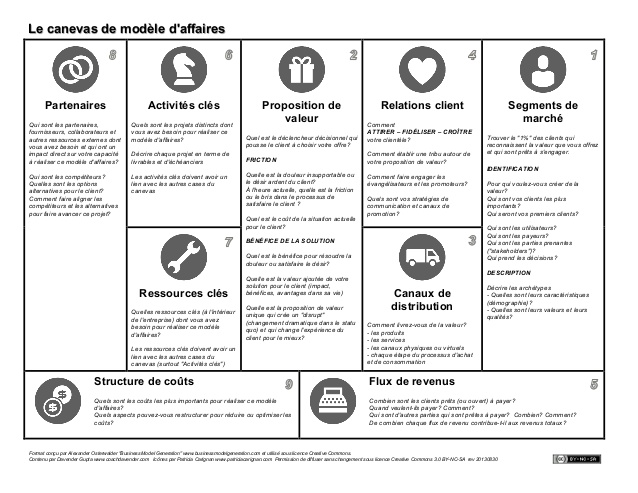 Le canevas de modèle d'affaires
8
Partenaires
Qui sont les partenaires,
fournisseurs, collaborateurs et
autres ressources externes dont
vous avez besoin et qui ont un
impact direct sur votre capacité
à réaliser ce modèle d'affaires?
Qui sont les compétiteurs?
Quelles sont les options
alternatives pour le client?
Comment faire aligner les
compétiteurs et les alternatives
pour faire avancer ce projet?
6
Activités clés
Quels sont les projets distincts dont
vous avez besoin pour réaliser ce
modèle d'affaires?
Décrire chaque projet en terme de
livrables et d'échéanciers
Les activités clés doivent avoir un
lien avec les autres cases du
canevas
7
Ressources clés
Quelles ressources clés (à l'intérieur
de l'entreprise) dont vous avez
besoin pour réaliser ce modèle
d'affaires?
Les ressources clés doivent avoir un
lien avec les autres cases du
canevas (surtout "Activités clés")
2
Proposition de
valeur
Quel est le déclencheur décisionnel qui
pousse le client à choisir votre offre?
FRICTION
Quelle est la douleur insupportable ou
le désir ardent du client?
A l'heure actuelle, quelle est la friction
ou le bris dans le processus de
satisfaire le client ?
Quel est le coût de la situation actuelle
pour le client?
BÉNÉFICE DE LA SOLUTION
Quel est le bénéfice pour résoudre la
douleur ou satisfaire le désir?
Quelle est la valeur ajoutée de votre
solution pour le client (impact,
bénéfices, avantages dans sa vie)
Quelle est la proposition de valeur
unique qui crée un "disrupt"
(changement dramatique dans le statu
quo) et qui change l'expérience du
client pour le mieux?
4
Relations client
Comment
ATTIRER – FIDÉLISER – CROÎTRE
votre clientèle?
Comment établir une tribu autour de
votre proposition de valeur?
Comment faire engager les
évangélisateurs et les promoteurs?
Quels sont vos stratégies de
communication et canaux de
promotion?
3
Canaux de
distribution
Comment livrez-vous de la valeur?
- les produits
- les services
- les canaux physiques ou virtuels
- chaque étape du processus d'achat
et de consommation
1
Segments de
marché
Trouver le "1%" des clients qui
reconnaissent la valeur que vous offrez
et qui sont prêts à s'engager.
IDENTIFICATION
Pour qui voulez-vous créer de la
valeur?
Qui sont vos clients les plus
importants?
Qui seront vos premiers clients?
Qui sont les utilisateurs?
Qui sont les payeurs?
Qui sont les parties prenantes
("stakeholders")?
Qui prend les décisions?
DESCRIPTION
Décrire les archétypes
- Quelles sont leurs caractéristiques
(démographie) ?
- Quelles sont leurs valeurs et leurs
qualités?
Structure de coûts
9
Quels sont les coûts les plus importants pour réaliser ce modèle
d'affaires?
Quels aspects pouvez-vous restructurer pour réduire ou optimiser les
coûts?
Flux de revenus
5
Combien sont les clients prêts (ou ouvert) à payer?
Quand veulent-ils payer? Comment?
Qui sont d'autres parties qui sont prêtes à payer? Combien? Comment?
De combien chaque flux de revenu contribue-t-il aux revenus totaux ?
Format conçu par Alexander Osterwalder "Business Model Generation" www.businessmodelgeneration.com et utilisé sous licence Creative Commons.
Contenu par Davender Gupta www.coachdavender.com Icônes par Patricia Carignan www.patriciacarignan.com Permission de diffuser sans changement sous licence Creative Commons 3.0 BY-NC-SA rev 20130830
cc BY-NC-SA